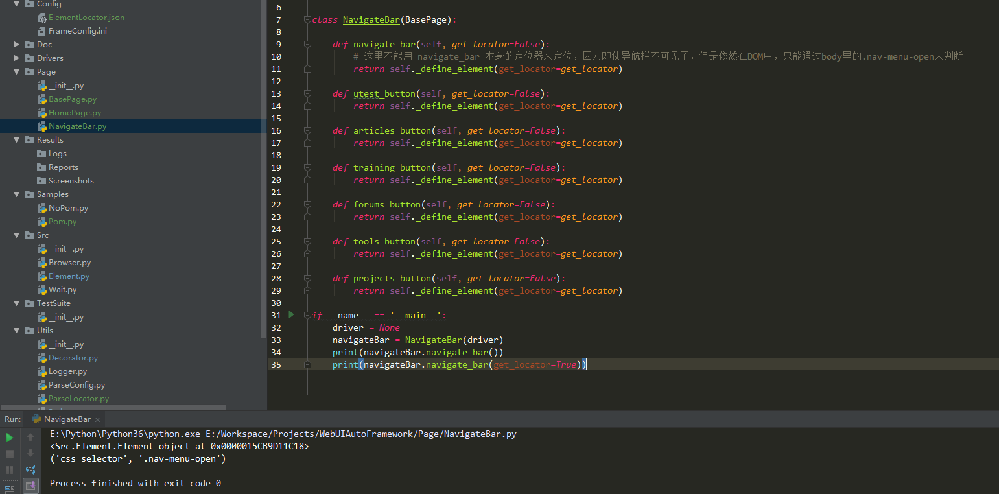 Config
ElementLocator.json
FrameConfig.ini
Doc
Drivers
Page
__init__.py
BasePage.py
HomePage.py
NavigateBar.py
Results
Logs
Reports
Screenshots
Samples
NoPom.py
Pom.py
Src
__init__.py
Browser.py
Element.py
Wait.py
TestSuite
__init__.py
Utils
__init__.py
Decorator.py
Logger.py
ParseConfig.py
ParseLocator.py
6
7 class NavigateBar(BasePage):
8
9 def navigate_bar(self, get_locator=False):
10 # 这里不能用 navigate_bar 本身的定位器来定位，因为即使导航栏不可见了，但是依然在DOM中，只能通过body里的.nav-menu-open来判断
11 return self._define_element(get_locator=get_locator)
12
13 def utest_button(self, get_locator=False):
14 return self._define_element(get_locator=get_locator)
15
16 def articles_button(self, get_locator=False):
17 return self._define_element(get_locator=get_locator)
18
19 def training_button(self, get_locator=False):
20 return self._define_element(get_locator=get_locator)
21
22 def forums_button(self, get_locator=False):
23 return self._define_element(get_locator=get_locator)
24
25 def tools_button(self, get_locator=False):
26 return self._define_element(get_locator=get_locator)
27
28 def projects_button(self, get_locator=False):
29 return self._define_element(get_locator=get_locator)
30
31 if __name__ == '__main__':
32 driver = None
33 navigateBar = NavigateBar(driver)
34 print(navigateBar.navigate_bar())
35 print(navigateBar.navigate_bar(get_locator=True))
Run: NavigateBar
E:\Python\Python36\python.exe E:/Workspace/Projects/WebUIAutoFramework/Page/NavigateBar.py
<Src.Element.Element object at 0x0000015CB9D11C18>
('css selector', '.nav-menu-open')
Process finished with exit code 0